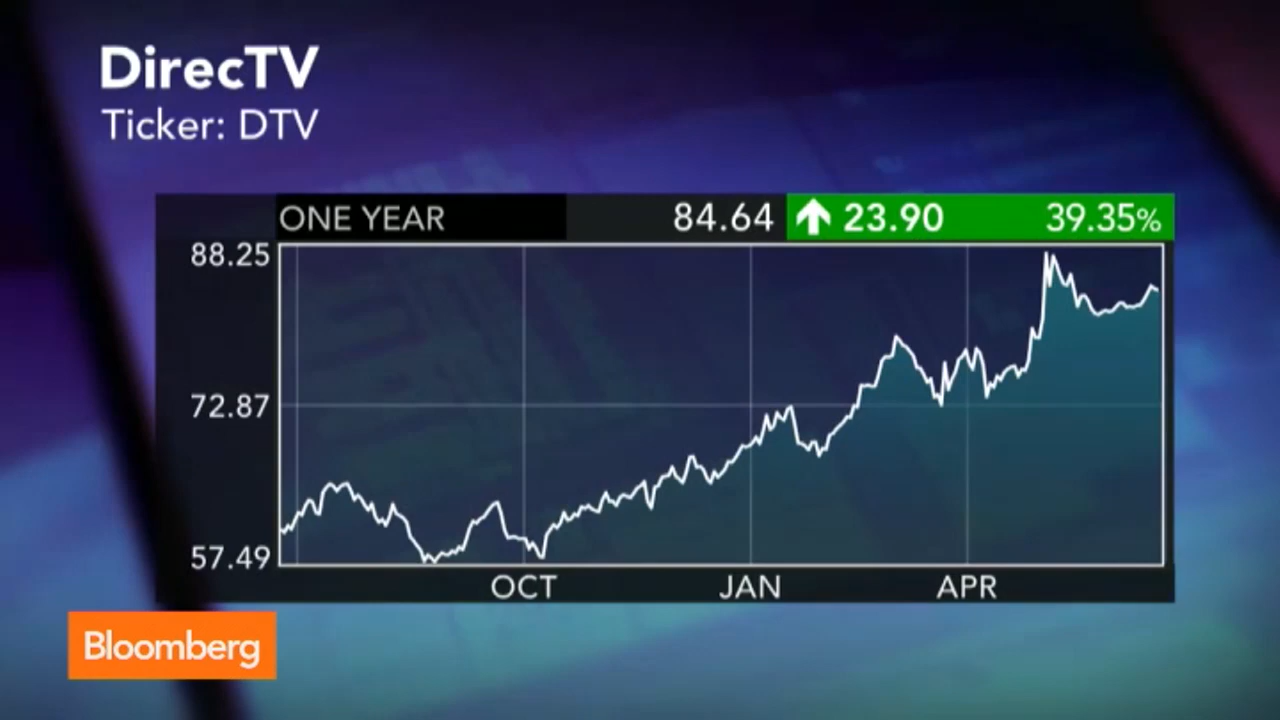 DirecTV
Ticker: DTV
ONE YEAR 84.64 23.90 39.35%
88.25
72.87
57.49
OCT JAN APR
Bloomberg